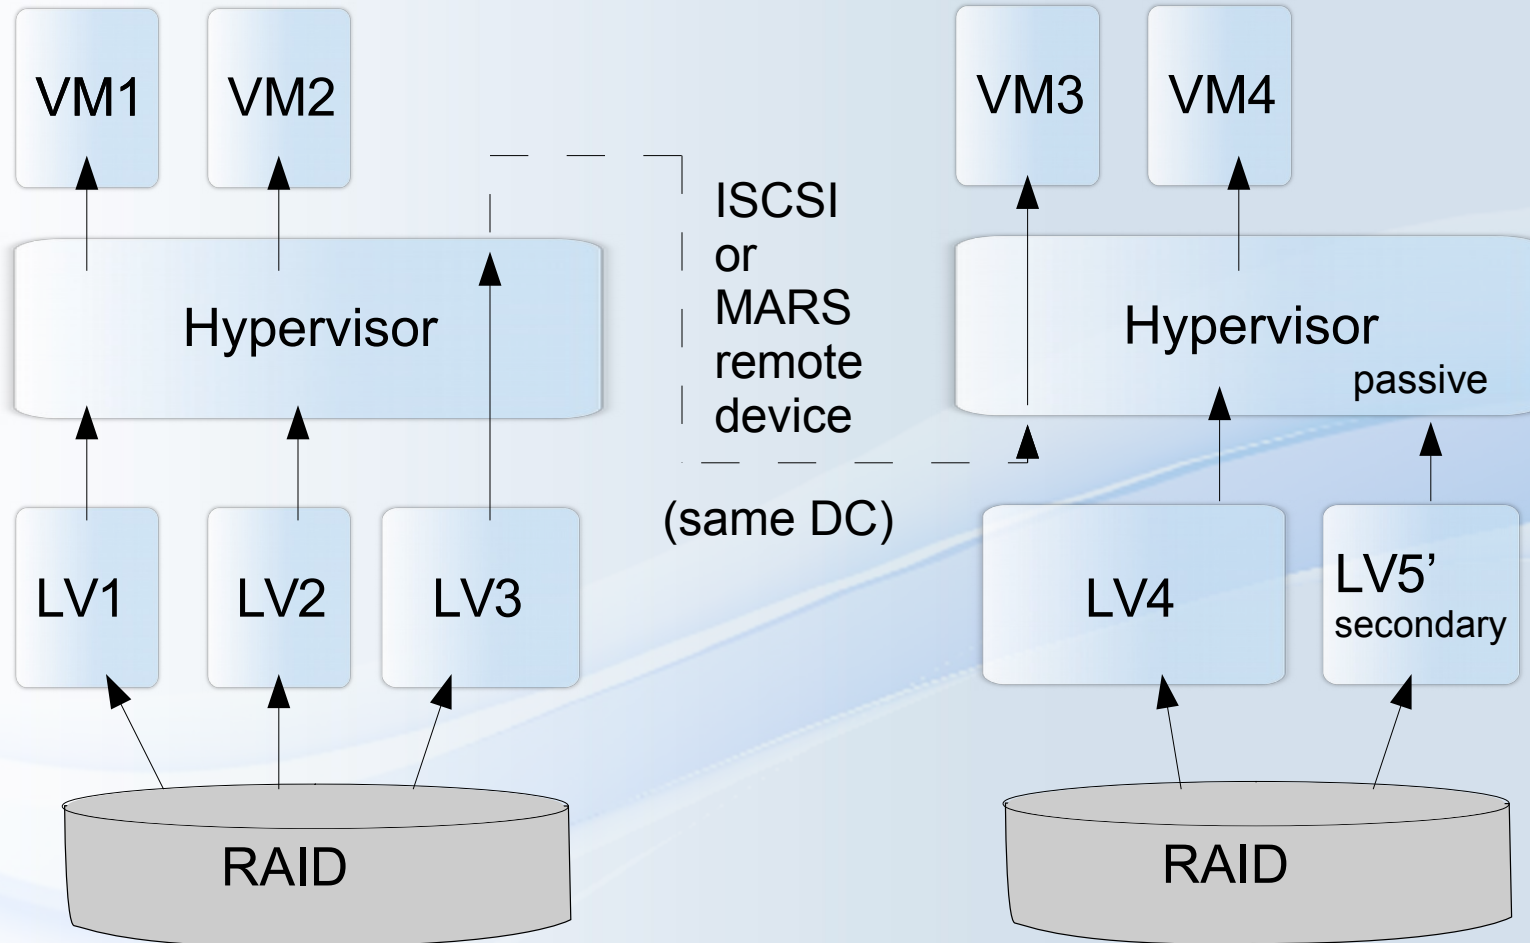 VM1
VM2
VM3
VM4
ISCSI
or
MARS
remote
device
Hypervisor
Hypervisor
passive
(same DC)
LV1
LV2
LV3
LV4
LV5’
secondary
RAID
RAID